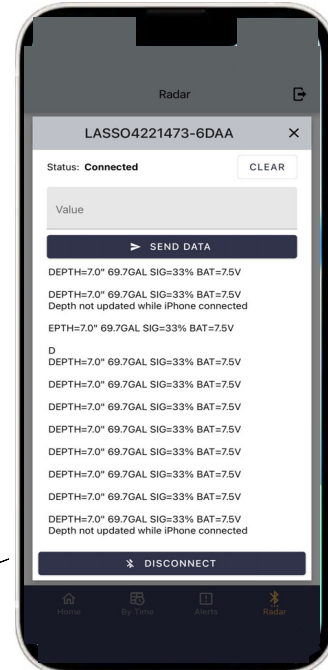 Radar
LASSO4221473-6DAA ×
Status: Connected CLEAR
Value
SEND DATA
DEPTH=7.0" 69.7GAL SIG=33% BAT=7.5V
DEPTH=7.0" 69.7GAL SIG=33% BAT=7.5V
Depth not updated while iPhone connected
EPTH=7.0" 69.7GAL SIG=33% BAT=7.5V
D
DEPTH=7.0" 69.7GAL SIG=33% BAT=7.5V
DEPTH=7.0" 69.7GAL SIG=33% BAT=7.5V
DEPTH=7.0" 69.7GAL SIG=33% BAT=7.5V
DEPTH=7.0" 69.7GAL SIG=33% BAT=7.5V
DEPTH=7.0" 69.7GAL SIG=33% BAT=7.5V
DEPTH=7.0" 69.7GAL SIG=33% BAT=7.5V
DEPTH=7.0" 69.7GAL SIG=33% BAT=7.5V
DEPTH=7.0" 69.7GAL SIG=33% BAT=7.5V
Depth not updated while iPhone connected
DISCONNECT
Home By Time Alerts Radar